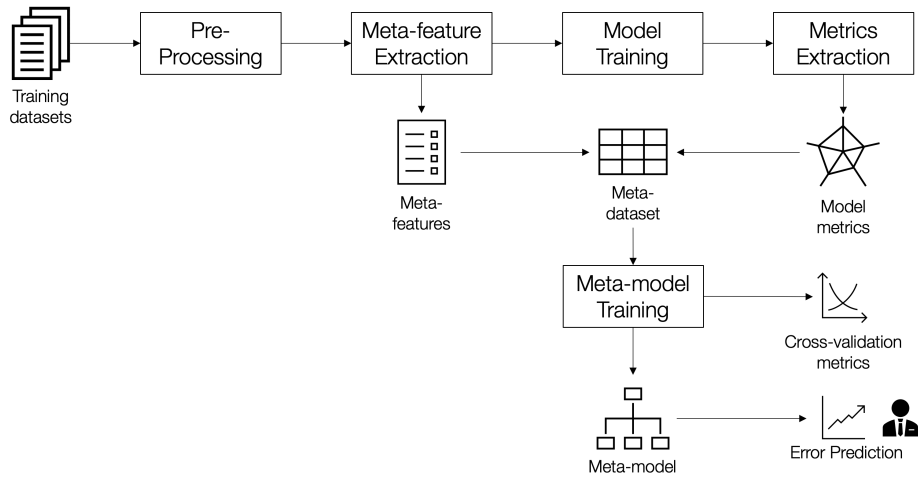 Training
datasets
Pre-
Processing
Meta-feature
Extraction
Model
Training
Metrics
Extraction
Meta-
features
Meta-
dataset
Model
metrics
Meta-model
Training
Cross-validation
metrics
Meta-model
Error Prediction